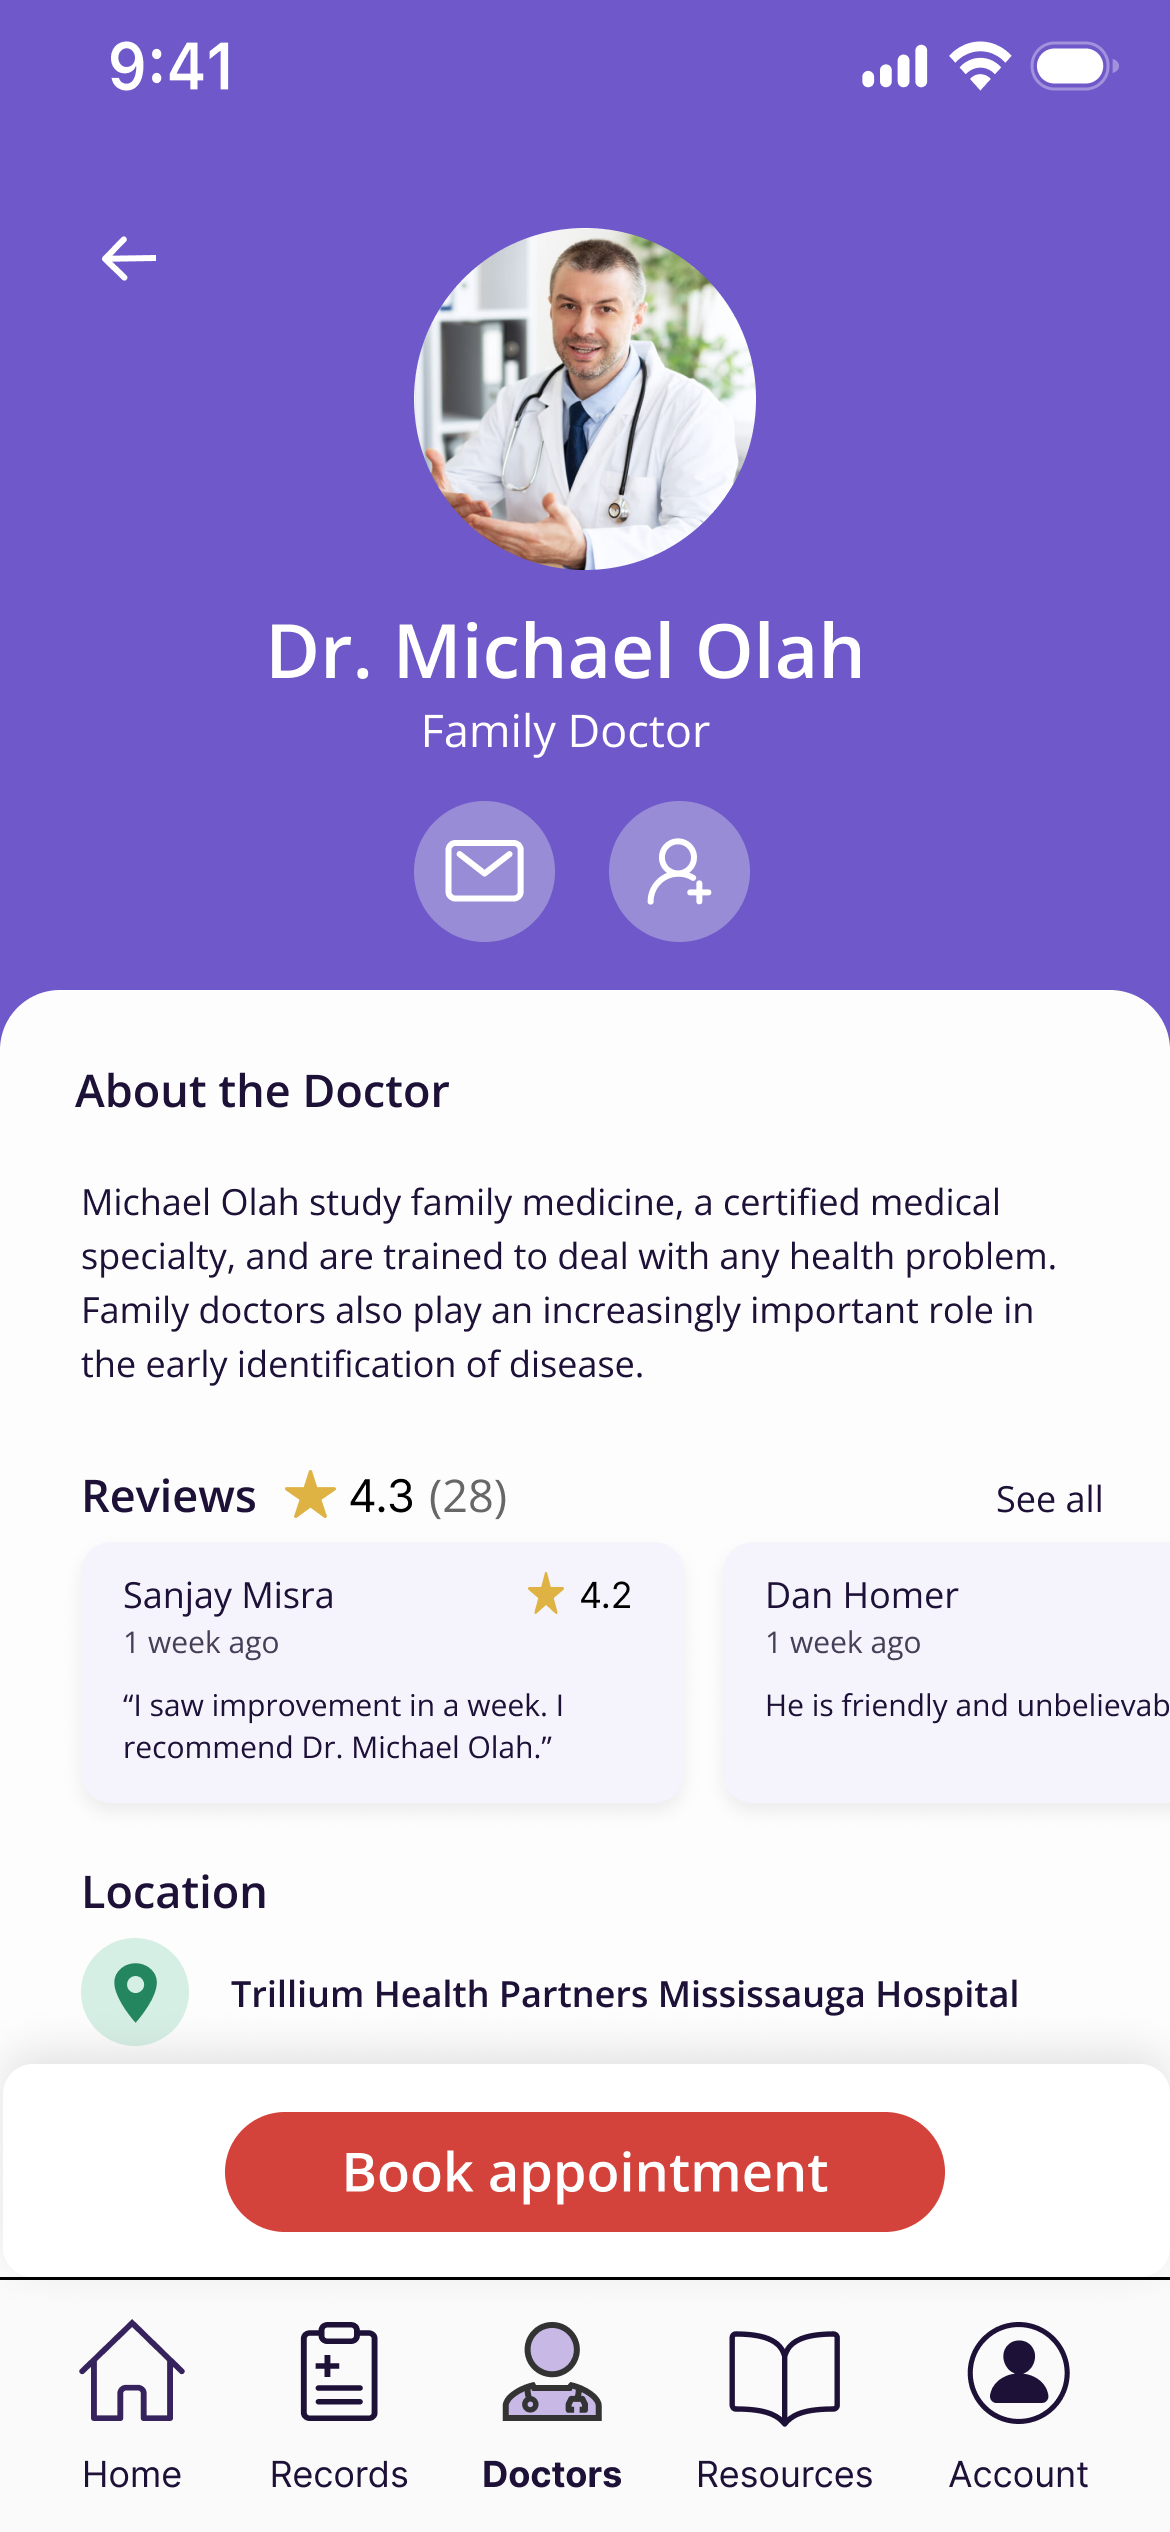 9:41
Dr. Michael Olah
Family Doctor
About the Doctor
Michael Olah study family medicine, a certified medical
specialty, and are trained to deal with any health problem.
Family doctors also play an increasingly important role in
the early identification of disease.
Reviews 4.3 (28) See all
Sanjay Misra 4.2
1 week ago
“I saw improvement in a week. I
recommend Dr. Michael Olah.”
Dan Homer
1 week ago
He is friendly and unbelievab
Location
Trillium Health Partners Mississauga Hospital
Book appointment
Home Records Doctors Resources Account